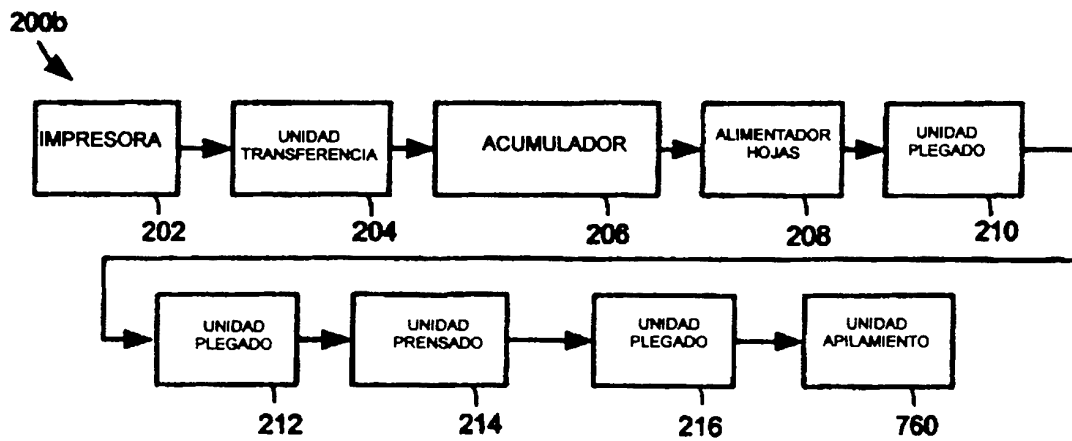 200b
IMPRESORA
UNIDAD
TRANSFERENCIA
ACUMULADOR
ALIMENTADOR
HOJAS
UNIDAD
PLEGADO
202
204
206
208
210
UNIDAD
PLEGADO
UNIDAD
PRENSADO
UNIDAD
PLEGADO
UNIDAD
APILAMIENTO
212
214
216
760